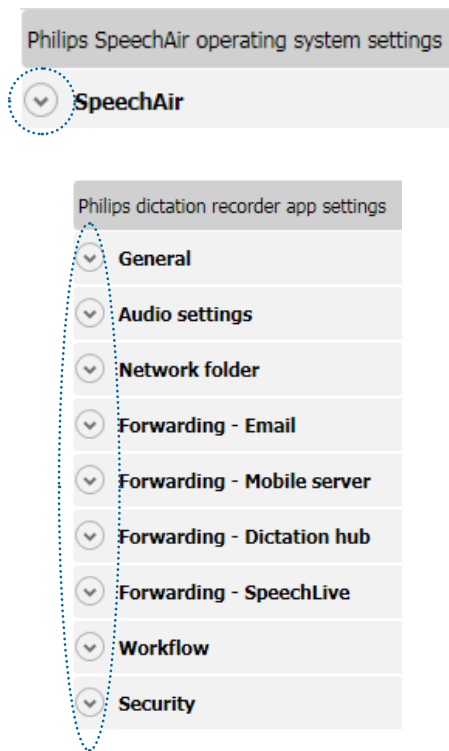 Philips SpeechAir operating system settings
SpeechAir
Philips dictation recorder app settings
General
Audio settings
Network folder
Forwarding - Email
Forwarding - Mobile server
Forwarding - Dictation hub
Forwarding - SpeechLive
Workflow
Security